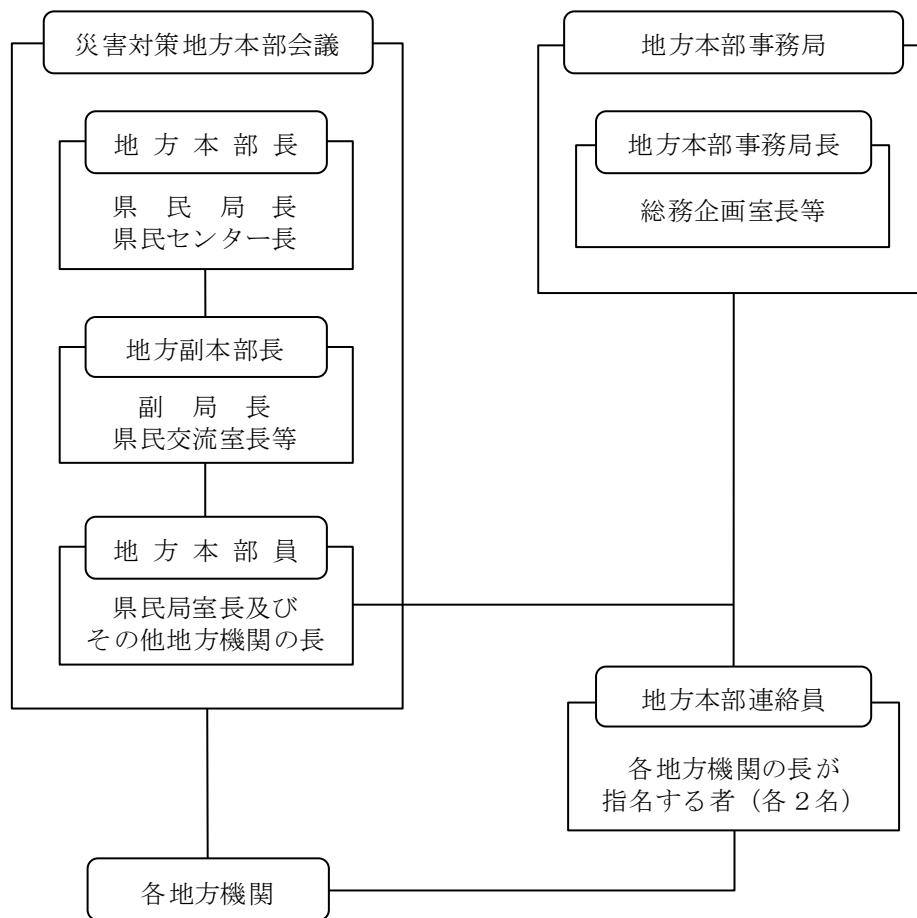 災害対策地方本部会議
地方本部長
県民局長
県民センター長
地方副本部長
副局長
県民交流室長等
地方本部員
県民局室長及び
その他地方機関の長
地方本部事務局
地方本部事務局長
総務企画室長等
地方本部連絡員
各地方機関の長が
指名する者（各２名）
各地方機関